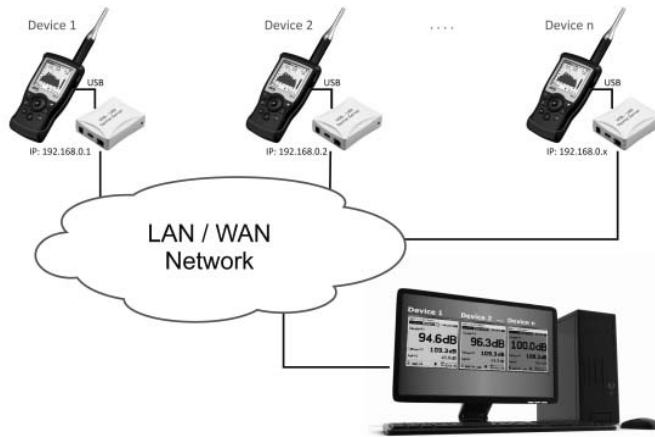 Device 1
Device 2
....
Device n
USB
USB
USB
IP: 192.168.0.1
IP: 192.168.0.2
IP: 192.168.0.x
LAN / WAN
Network
Device 1
Device 2
Device n
94.6dB
96.3dB
100.0dB
109.3dB
109.3dB
109.3dB